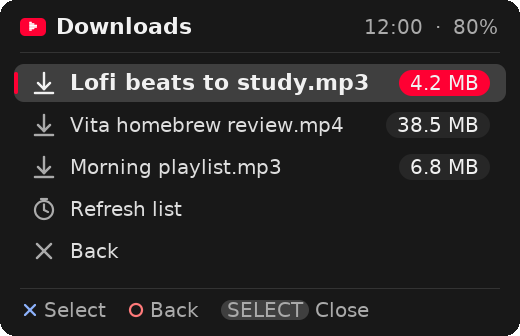 Downloads 12:00 · 80%
Lofi beats to study.mp3 4.2 MB
Vita homebrew review.mp4 38.5 MB
Morning playlist.mp3 6.8 MB
Refresh list
Back
Select Back SELECT Close